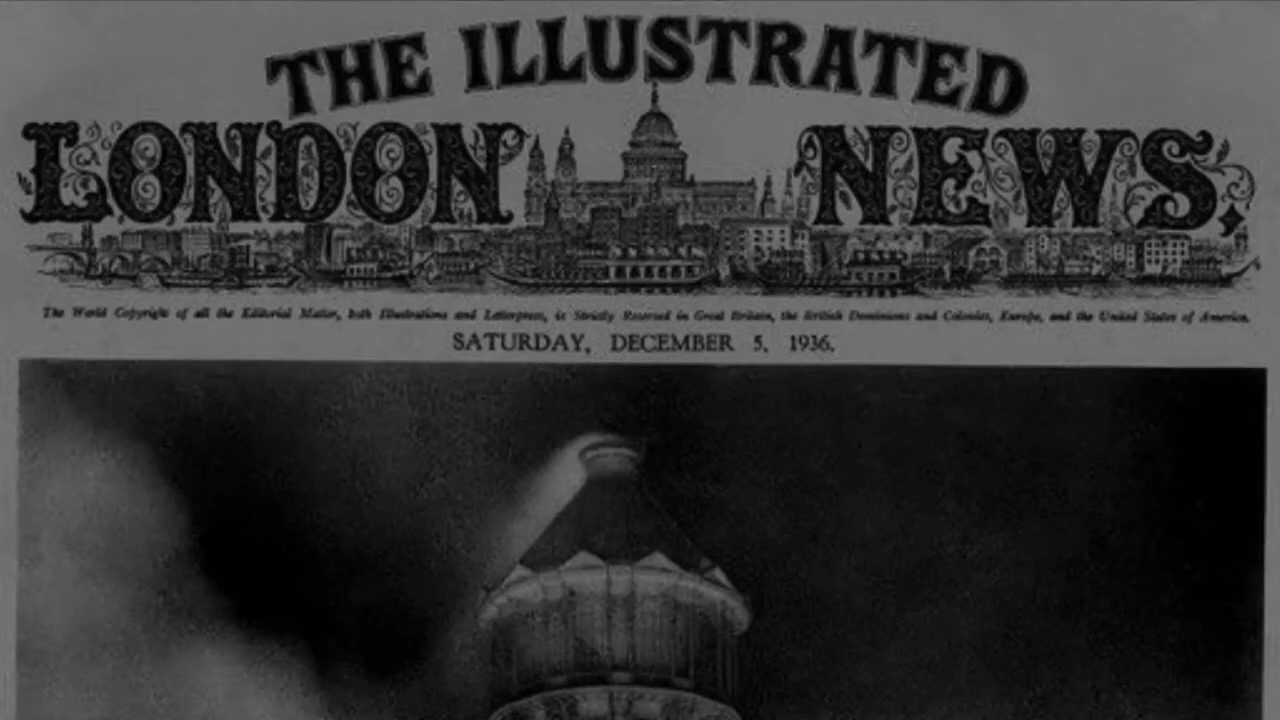 THE ILLUSTRATED
LONDON NEWS.
The World Copyright of all the Editorial Matter, both Illustrations and Letterpress, is Strictly Reserved in Great Britain, the British Dominions and Colonies, Europe, and the United States of America.
SATURDAY, DECEMBER 5, 1936.